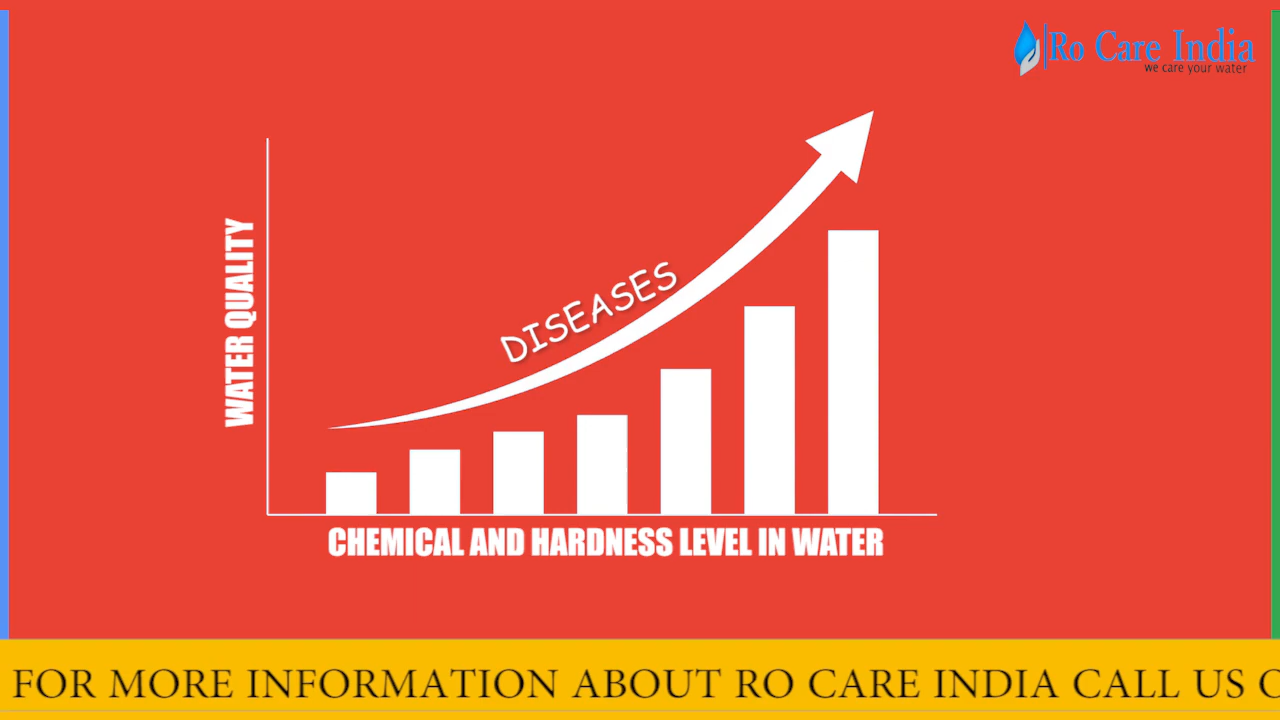 Ro Care India
we care your water
DISEASES
WATER QUALITY
CHEMICAL AND HARDNESS LEVEL IN WATER
FOR MORE INFORMATION ABOUT RO CARE INDIA CALL US